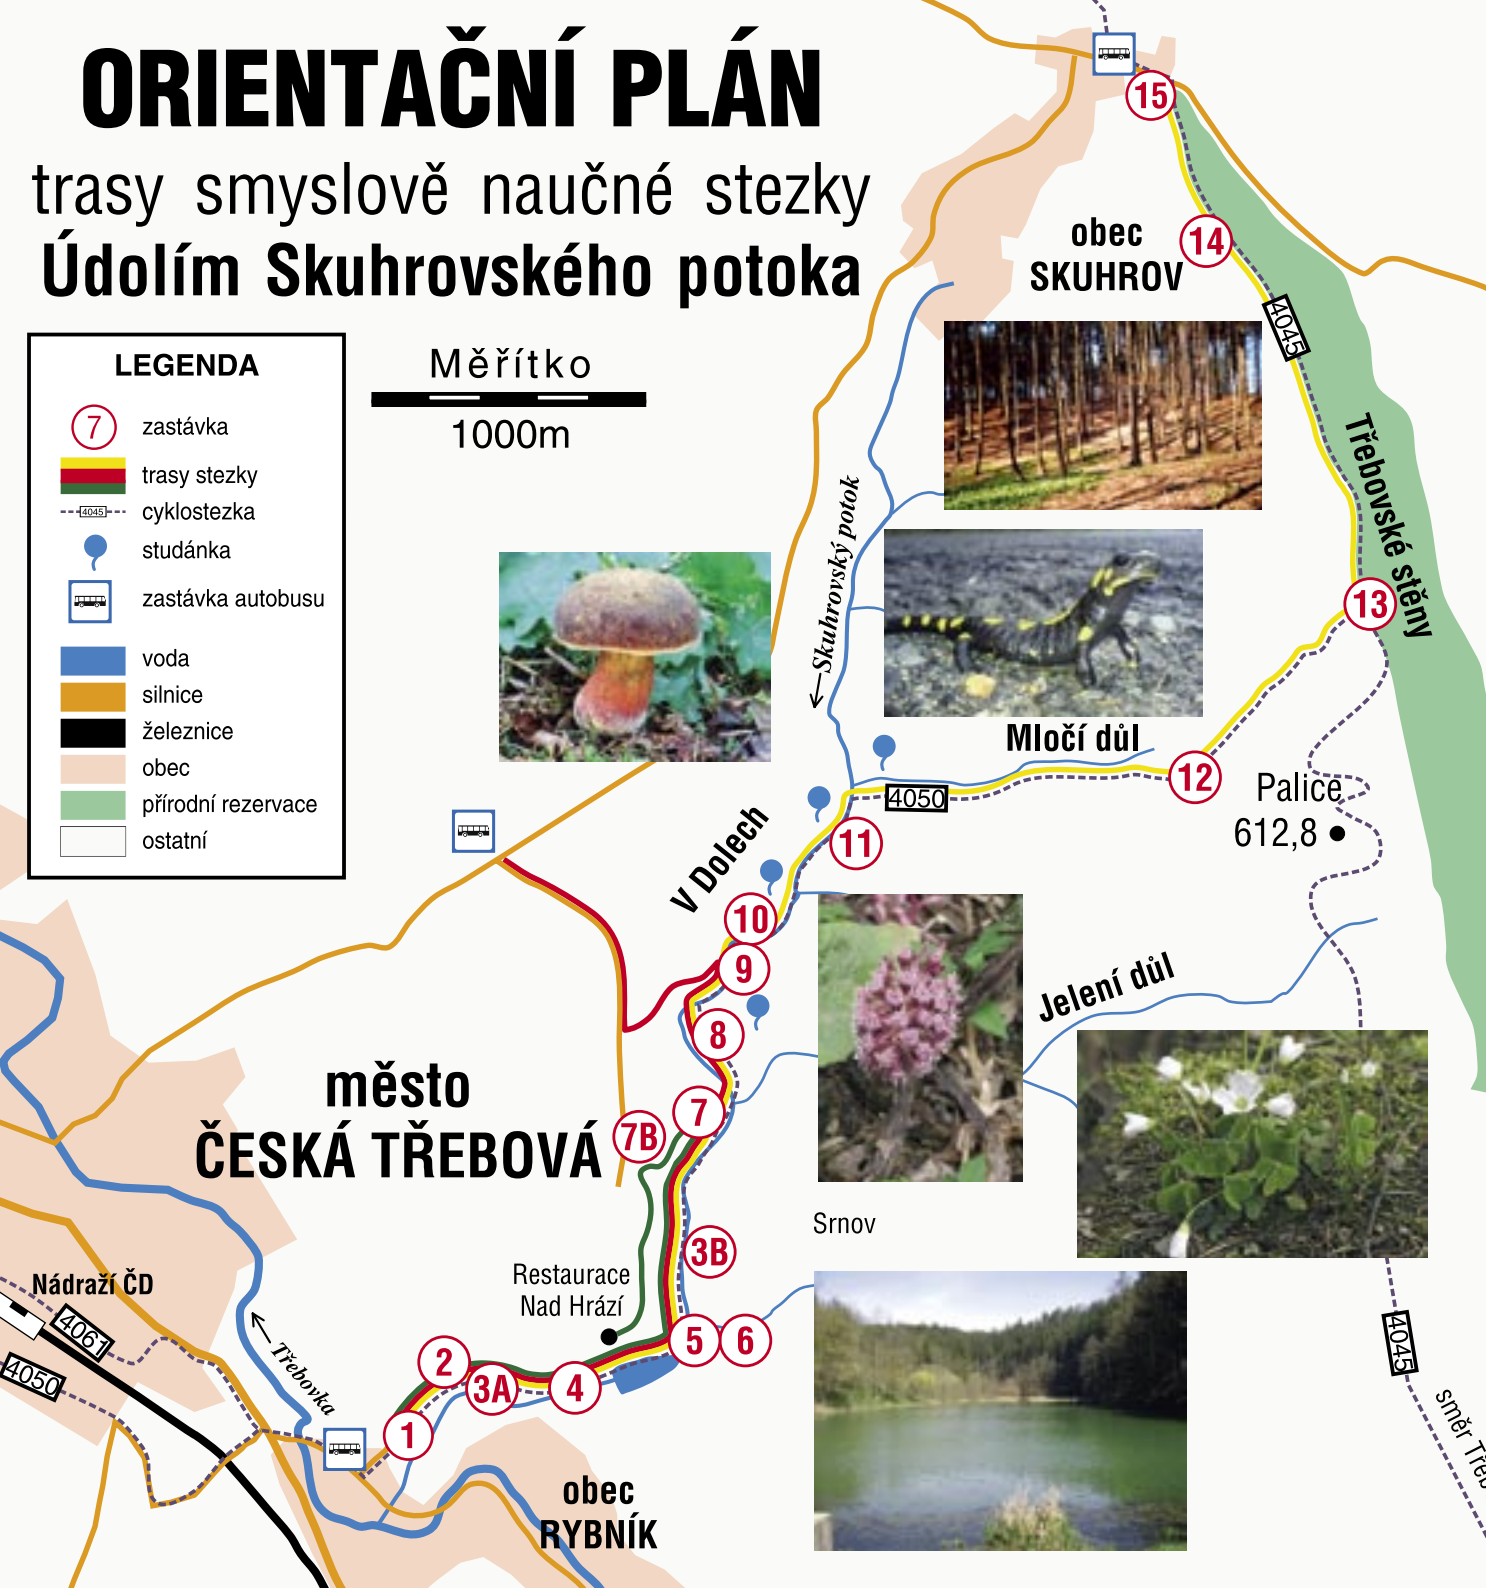 ORIENTAČNÍ PLÁN
trasy smyslově naučné stezky
Údolím Skuhrovského potoka
LEGENDA
7 zastávka
trasy stezky
4045 cyklostezka
studánka
zastávka autobusu
voda
silnice
železnice
obec
přírodní rezervace
ostatní
Měřítko
1000m
15
14
obec
SKUHROV
4045
Třebovské stěny
13
←Skuhrovský potok
Mločí důl
12
4050
Palice
612,8
11
V Dolech
10
9
8
Jelení důl
město
ČESKÁ TŘEBOVÁ
7
7B
3B
Srnov
Restaurace
Nad Hrází
5
6
2
3A
4
1
Nádraží ČD
4061
4050
←Třebovka
obec
RYBNÍK
4045
směr Třeb